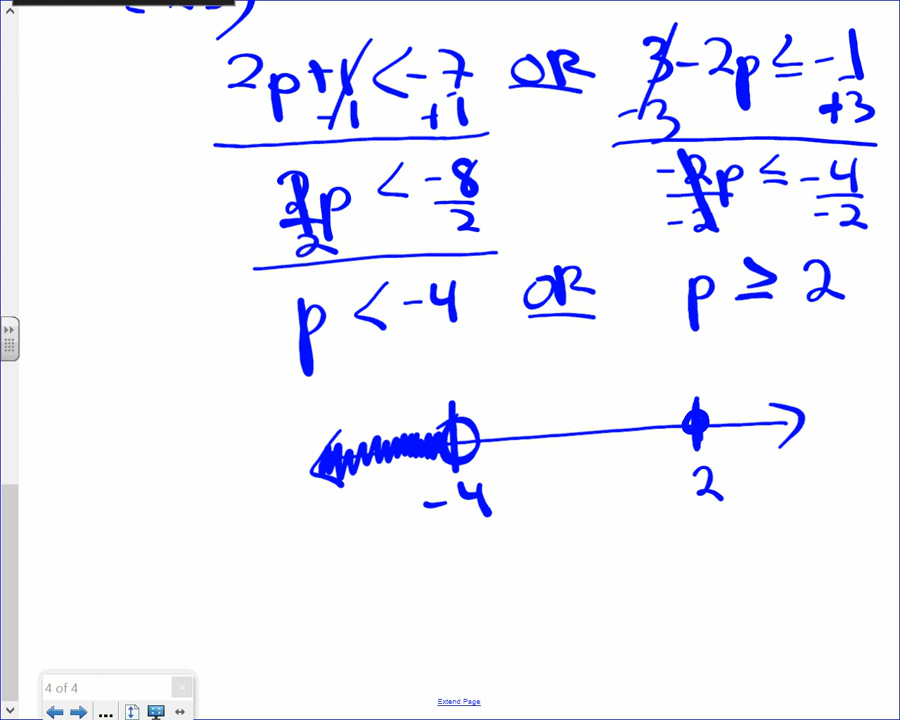 2p+1 < -7 OR 3-2p ≤ -1
-1 +1 -3 +3
2p < -8 -2p ≤ -4
2 2 -2 -2
p < -4 OR p ≥ 2
-4 2
4 of 4
Extend Page